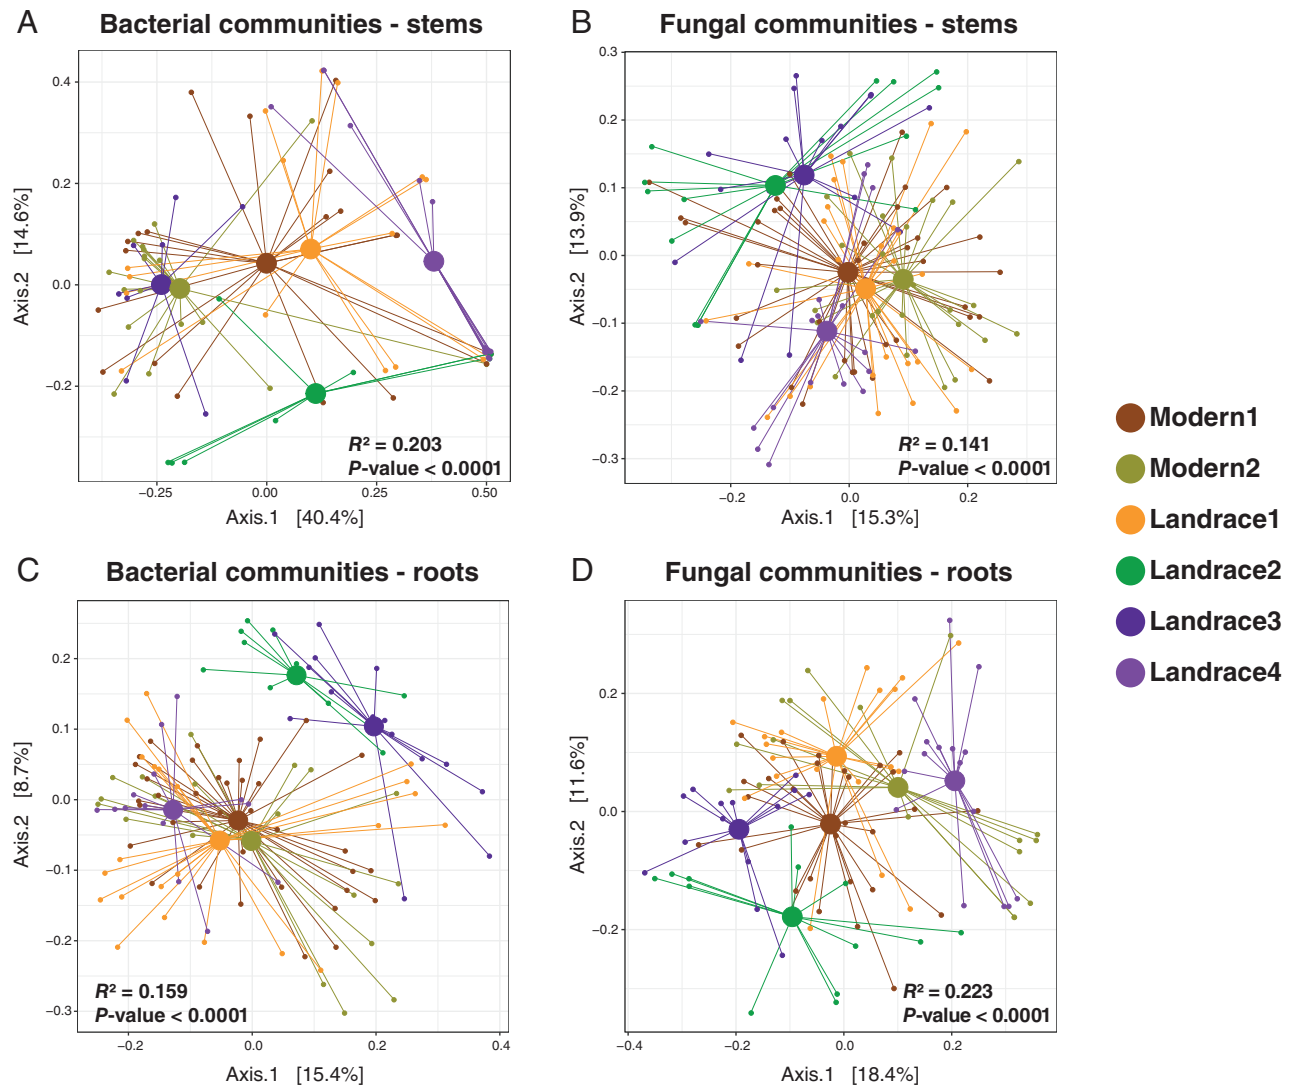 A
Bacterial communities - stems
Axis.2 [14.6%]
0.4
0.2
0.0
−0.2
R² = 0.203
P-value < 0.0001
−0.25
0.00
0.25
0.50
Axis.1 [40.4%]
B
Fungal communities - stems
Axis.2 [13.9%]
0.3
0.2
0.1
0.0
−0.1
−0.2
−0.3
R² = 0.141
P-value < 0.0001
−0.2
0.0
0.2
Axis.1 [15.3%]
C
Bacterial communities - roots
Axis.2 [8.7%]
0.2
0.1
0.0
−0.1
−0.2
−0.3
R² = 0.159
P-value < 0.0001
−0.2
0.0
0.2
0.4
Axis.1 [15.4%]
D
Fungal communities - roots
Axis.2 [11.6%]
0.2
0.0
−0.2
R² = 0.223
P-value < 0.0001
−0.4
−0.2
0.0
0.2
Axis.1 [18.4%]
Modern1
Modern2
Landrace1
Landrace2
Landrace3
Landrace4